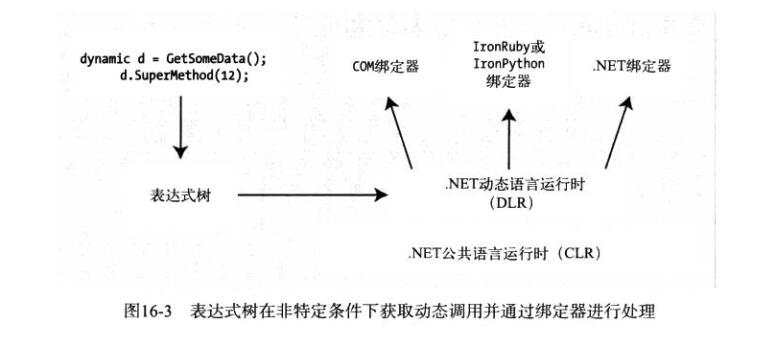 dynamic d = GetSomeData();
d.SuperMethod(12);
COM绑定器
IronRuby或
IronPython
绑定器
.NET绑定器
表达式树
.NET动态语言运行时
（DLR）
.NET公共语言运行时（CLR）
图16-3 表达式树在非特定条件下获取动态调用并通过绑定器进行处理